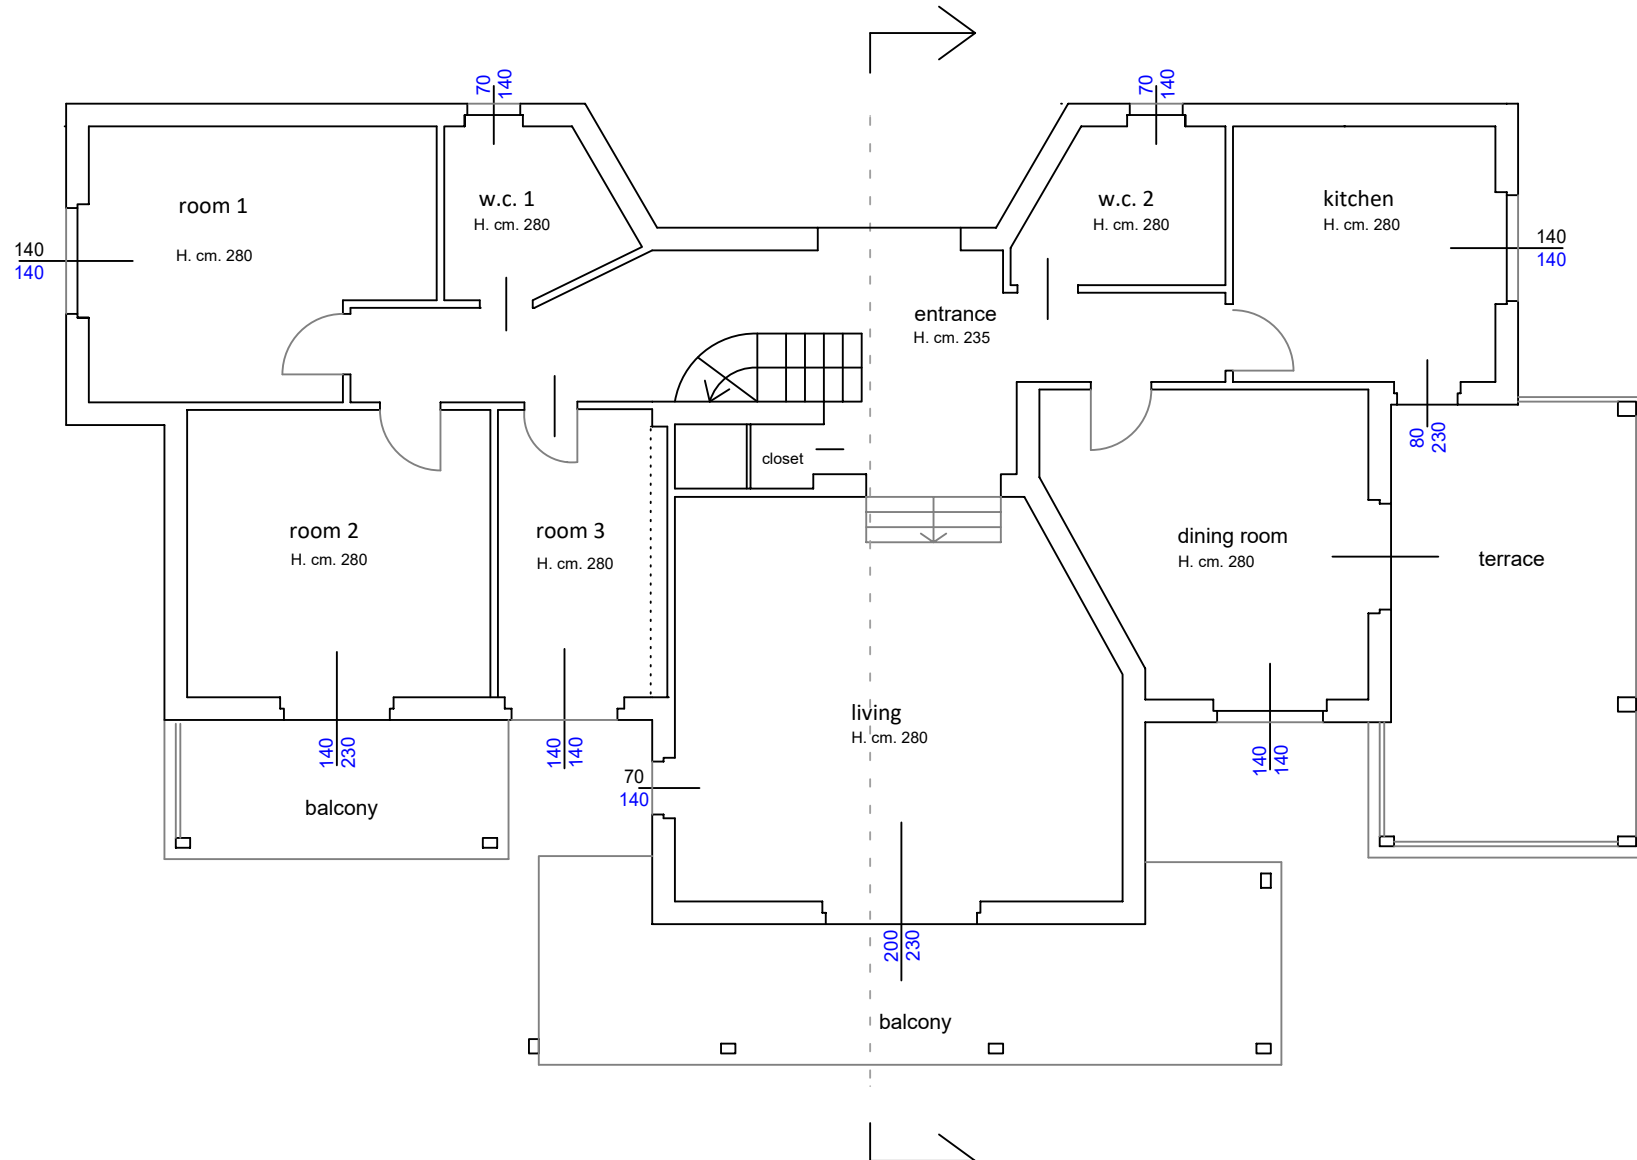 70
140
70
140
room 1
H. cm. 280
w.c. 1
H. cm. 280
w.c. 2
H. cm. 280
kitchen
H. cm. 280
140
140
140
140
entrance
H. cm. 235
80
230
closet
room 2
H. cm. 280
room 3
H. cm. 280
dining room
H. cm. 280
terrace
living
H. cm. 280
140
230
140
140
140
140
70
140
balcony
200
230
balcony